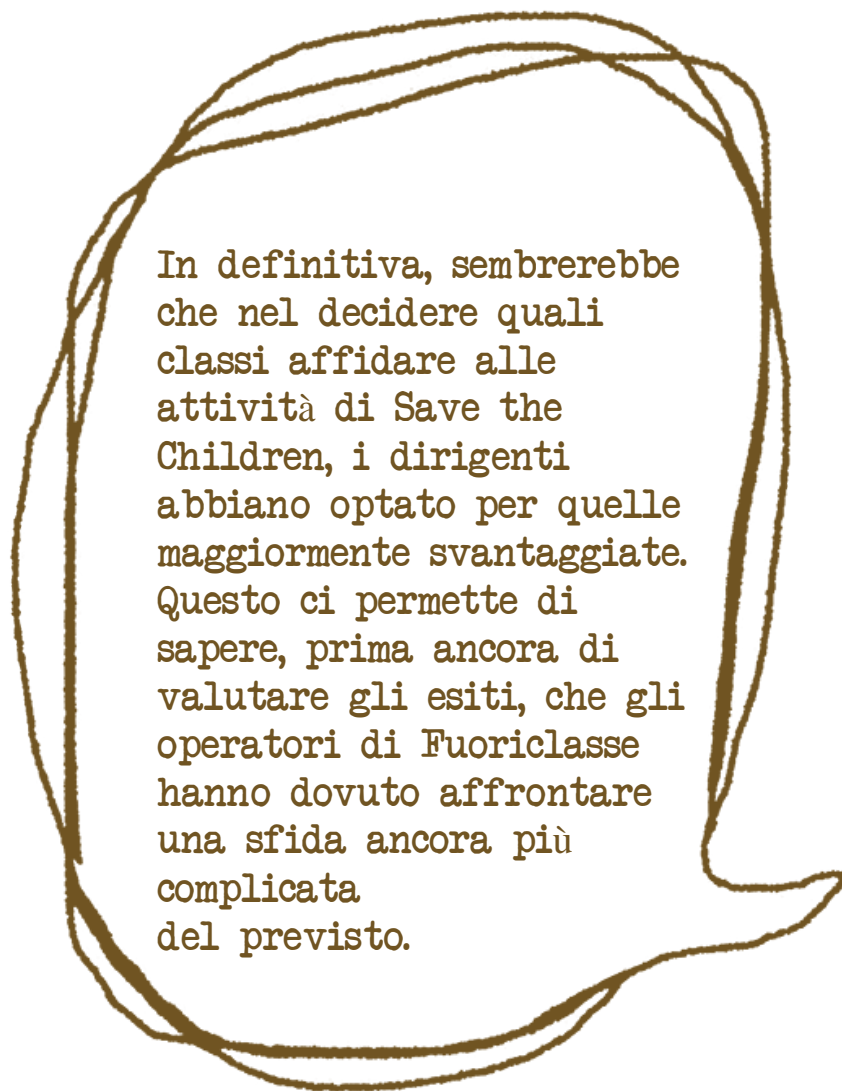 In definitiva, sembrerebbe
che nel decidere quali
classi affidare alle
attività di Save the
Children, i dirigenti
abbiano optato per quelle
maggiormente svantaggiate.
Questo ci permette di
sapere, prima ancora di
valutare gli esiti, che gli
operatori di Fuoriclasse
hanno dovuto affrontare
una sfida ancora più
complicata
del previsto.